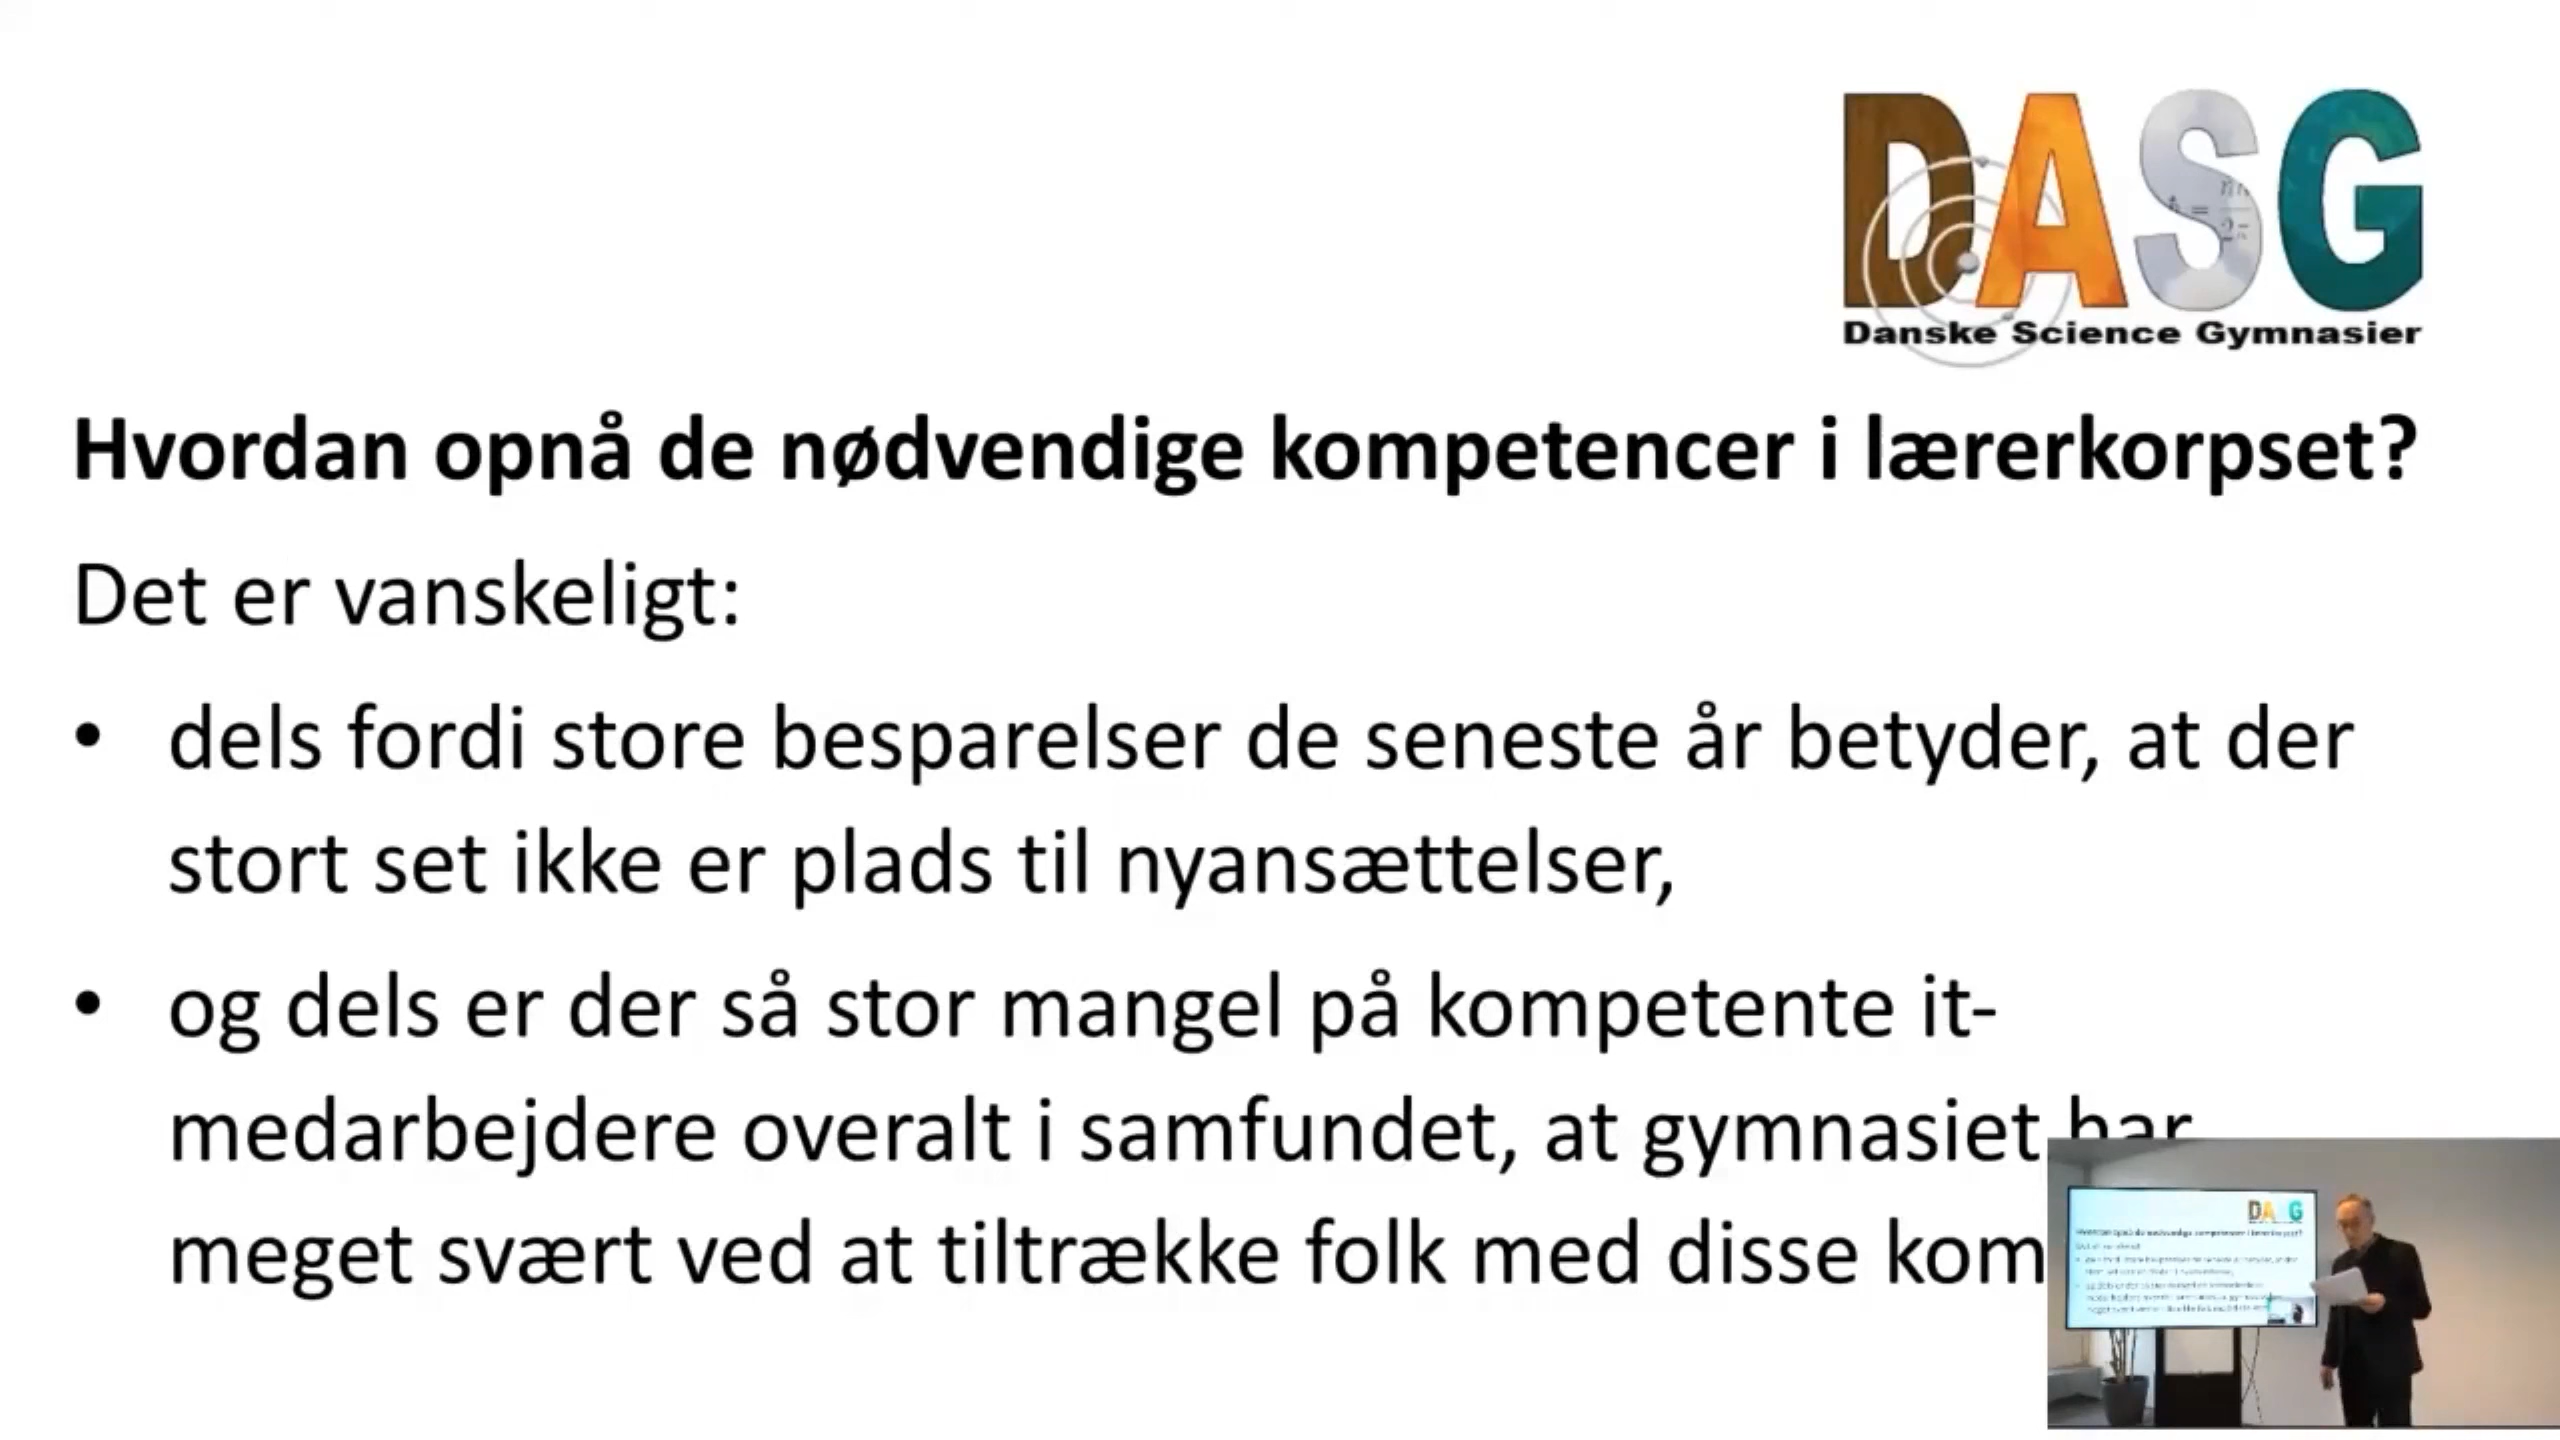 DASG
Danske Science Gymnasier
Hvordan opnå de nødvendige kompetencer i lærerkorpset?
Det er vanskeligt:
• dels fordi store besparelser de seneste år betyder, at der
stort set ikke er plads til nyansættelser,
• og dels er der så stor mangel på kompetente it-
medarbejdere overalt i samfundet, at gymnasiet har
meget svært ved at tiltrække folk med disse kom